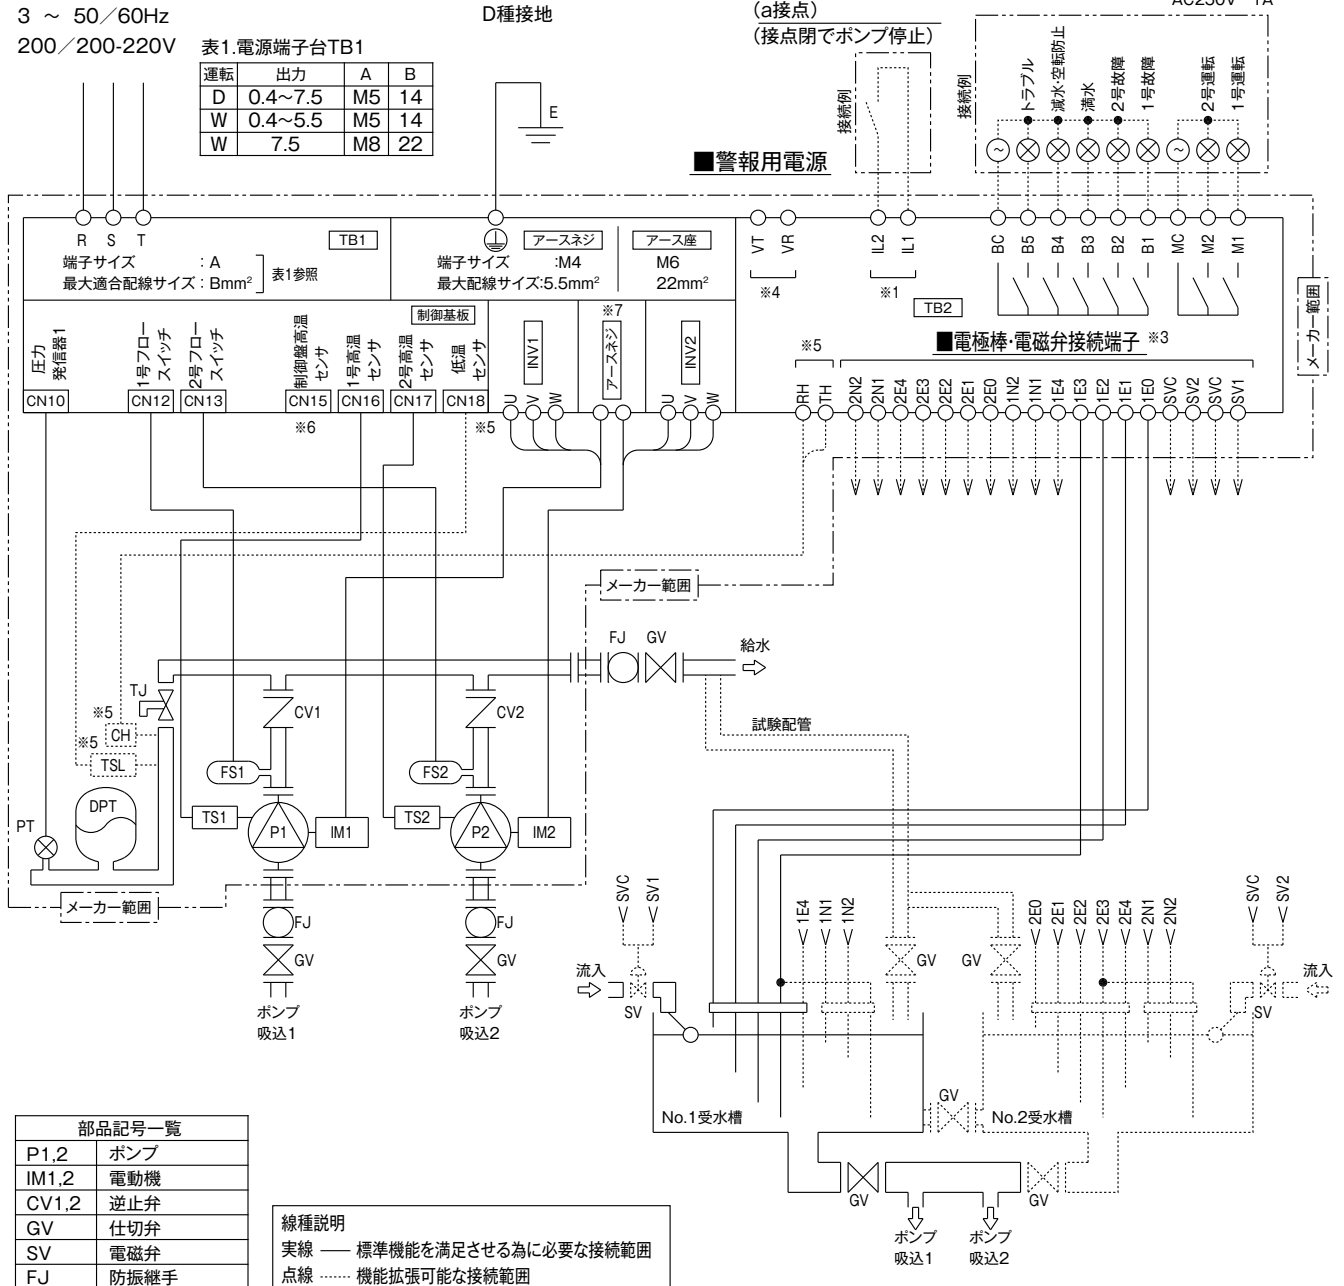 3 ～ 50／60Hz
200／200-220V
表1.電源端子台TB1
運転 出力 A B
D 0.4~7.5 M5 14
W 0.4~5.5 M5 14
W 7.5 M8 22
D種接地
E
(a接点)
(接点閉でポンプ停止)
接続例
■警報用電源
接続例
トラブル
減水・空転防止
満水
2号故障
1号故障
2号運転
1号運転
R S T
TB1
端子サイズ ：A
最大適合配線サイズ：Bmm²
表1参照
アースネジ
端子サイズ :M4
最大配線サイズ:5.5mm²
アース座
M6
22mm²
VT VR
※4
IL2 IL1
※1
BC B5 B4 B3 B2 B1 MC M2 M1
TB2
メーカー範囲
制御基板
圧力発信器1
1号フロースイッチ
2号フロースイッチ
制御盤高温センサ
1号高温センサ
2号高温センサ
低温センサ
CN10 CN12 CN13 CN15 CN16 CN17 CN18
※6
※5
INV1
※7
アースネジ
INV2
U V W
U V W
■電極棒・電磁弁接続端子 ※3
※5
RH TH 2N2 2N1 2E4 2E3 2E2 2E1 2E0 1N2 1N1 1E4 1E3 1E2 1E1 1E0 SVC SV2 SVC SV1
メーカー範囲
FJ GV
給水
試験配管
TJ
※5
CH
※5
TSL
CV1
CV2
FS1
FS2
DPT
PT
TS1
P1
IM1
TS2
P2
IM2
メーカー範囲
FJ
FJ
GV
GV
ポンプ
吸込1
ポンプ
吸込2
SVC SV1
1E4 1N1 1N2
GV
GV
2E0 2E1 2E2 2E3 2E4 2N1 2N2
SVC SV2
流入
SV
流入
SV
No.1受水槽
GV
No.2受水槽
GV
GV
ポンプ
吸込1
ポンプ
吸込2
部品記号一覧
P1,2 ポンプ
IM1,2 電動機
CV1,2 逆止弁
GV 仕切弁
SV 電磁弁
FJ 防振継手
線種説明
実線 —— 標準機能を満足させる為に必要な接続範囲
点線 ······ 機能拡張可能な接続範囲